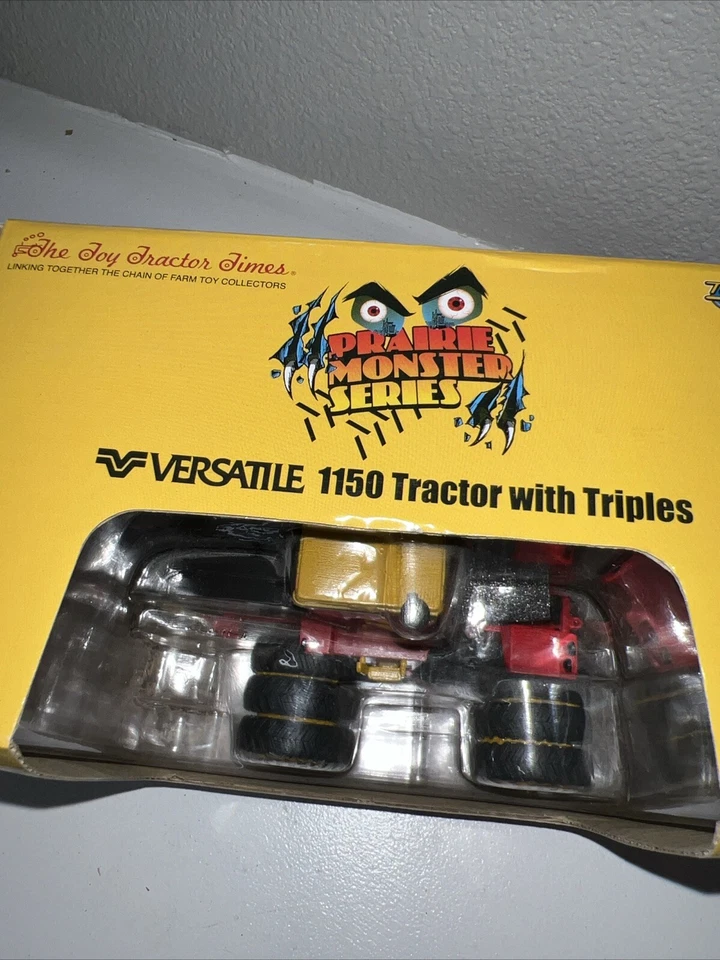 The Toy Tractor Times®
LINKING TOGETHER THE CHAIN OF FARM TOY COLLECTORS
PRAIRIE
MONSTER
SERIES
VERSATILE 1150 Tractor with Triples